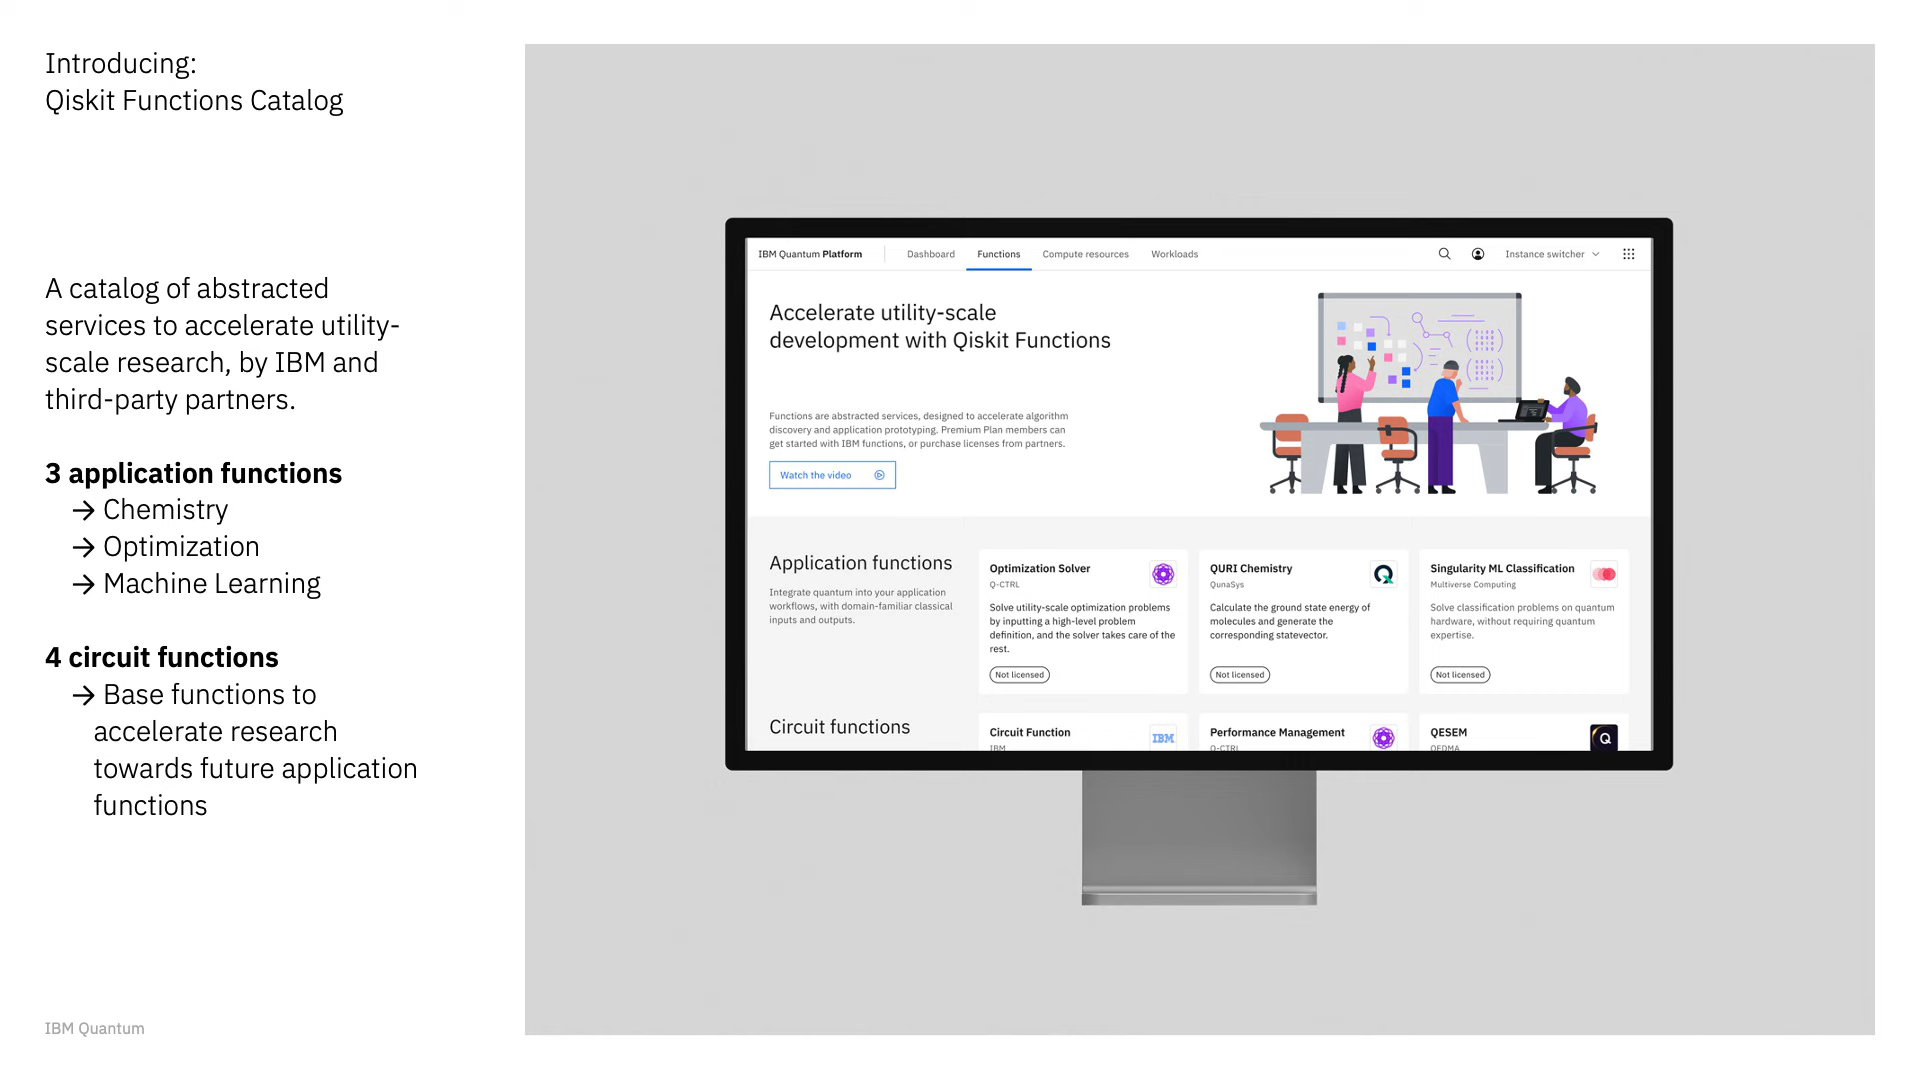 Introducing:
Qiskit Functions Catalog
A catalog of abstracted
services to accelerate utility-
scale research, by IBM and
third-party partners.
3 application functions
→ Chemistry
→ Optimization
→ Machine Learning
4 circuit functions
→ Base functions to
accelerate research
towards future application
functions
IBM Quantum
IBM Quantum Platform
Dashboard
Functions
Compute resources
Workloads
Instance switcher
Accelerate utility-scale
development with Qiskit Functions
Functions are abstracted services, designed to accelerate algorithm
discovery and application prototyping. Premium Plan members can
get started with IBM functions, or purchase licenses from partners.
Watch the video
Application functions
Integrate quantum into your application
workflows, with domain-familiar classical
inputs and outputs.
Optimization Solver
Q-CTRL
Solve utility-scale optimization problems
by inputting a high-level problem
definition, and the solver takes care of the
rest.
Not licensed
QURI Chemistry
QunaSys
Calculate the ground state energy of
molecules and generate the
corresponding statevector.
Not licensed
Singularity ML Classification
Multiverse Computing
Solve classification problems on quantum
hardware, without requiring quantum
expertise.
Not licensed
Circuit functions
Circuit Function
IBM
IBM
Performance Management
Q-CTRL
QESEM
QEDMA
Q